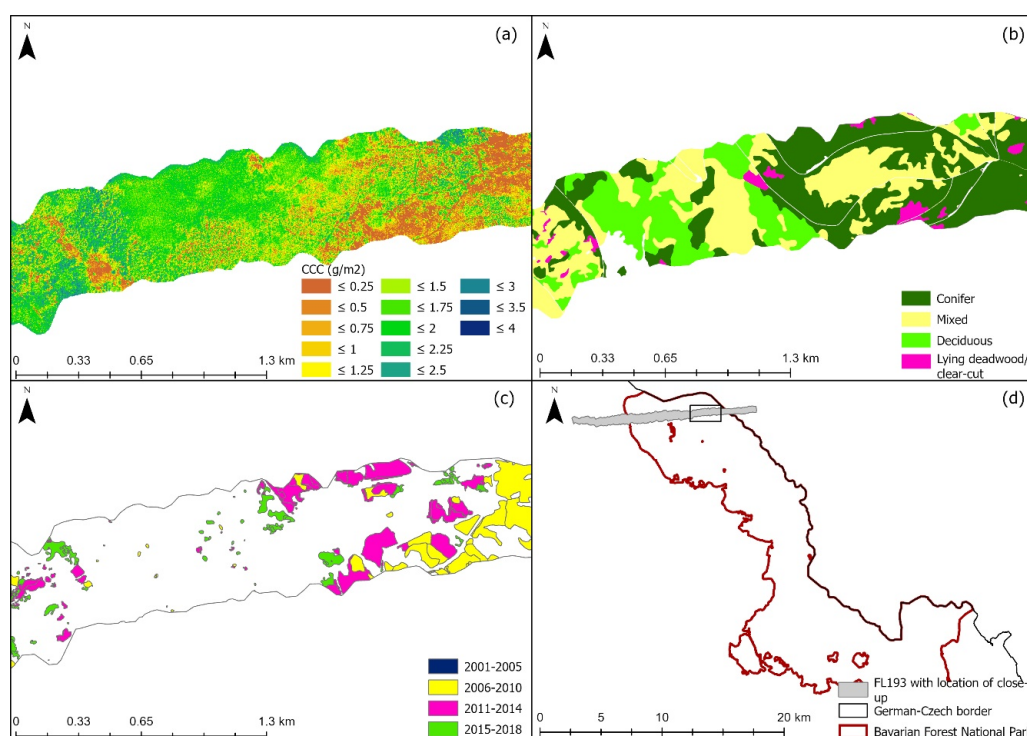 N
(a)
CCC (g/m2)
≤ 0.25
≤ 0.5
≤ 0.75
≤ 1
≤ 1.25
≤ 1.5
≤ 1.75
≤ 2
≤ 2.25
≤ 2.5
≤ 3
≤ 3.5
≤ 4
0 0.33 0.65 1.3 km
N
(b)
Conifer
Mixed
Deciduous
Lying deadwood/
clear-cut
0 0.33 0.65 1.3 km
N
(c)
2001-2005
2006-2010
2011-2014
2015-2018
0 0.33 0.65 1.3 km
(d)
FL193 with location of close-
up
German-Czech border
Bavarian Forest National Par
0 5 10 20 km